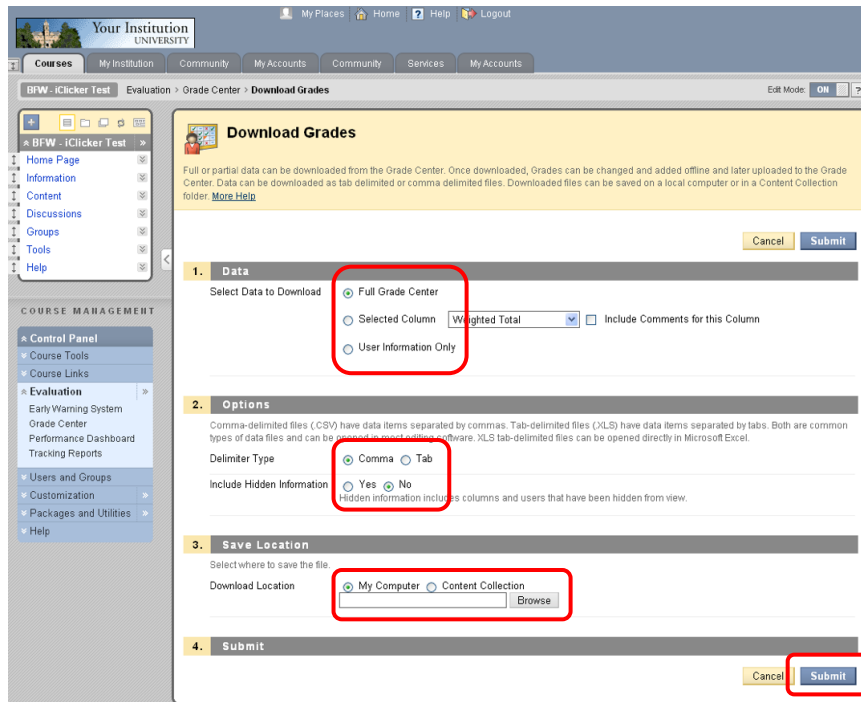 My Places Home ? Help Logout
Your Institution
UNIVERSITY
Courses My Institution Community My Accounts Community Services My Accounts
BFW - iClicker Test Evaluation > Grade Center > Download Grades Edit Mode: ON ?
+
BFW - iClicker Test »
Home Page
Information
Content
Discussions
Groups
Tools
Help
COURSE MANAGEMENT
Control Panel
Course Tools
Course Links
Evaluation »
Early Warning System
Grade Center
Performance Dashboard
Tracking Reports
Users and Groups
Customization »
Packages and Utilities »
Help
Download Grades
Full or partial data can be downloaded from the Grade Center. Once downloaded, Grades can be changed and added offline and later uploaded to the Grade
Center. Data can be downloaded as tab delimited or comma delimited files. Downloaded files can be saved on a local computer or in a Content Collection
folder. More Help
Cancel Submit
1. Data
Select Data to Download Full Grade Center
Selected Column Weighted Total Include Comments for this Column
User Information Only
2. Options
Comma-delimited files (.CSV) have data items separated by commas. Tab-delimited files (.XLS) have data items separated by tabs. Both are common
types of data files and can be opened in most editing software. XLS tab-delimited files can be opened directly in Microsoft Excel.
Delimiter Type Comma Tab
Include Hidden Information Yes No
Hidden information includes columns and users that have been hidden from view.
3. Save Location
Select where to save the file.
Download Location My Computer Content Collection
Browse
4. Submit
Cancel Submit